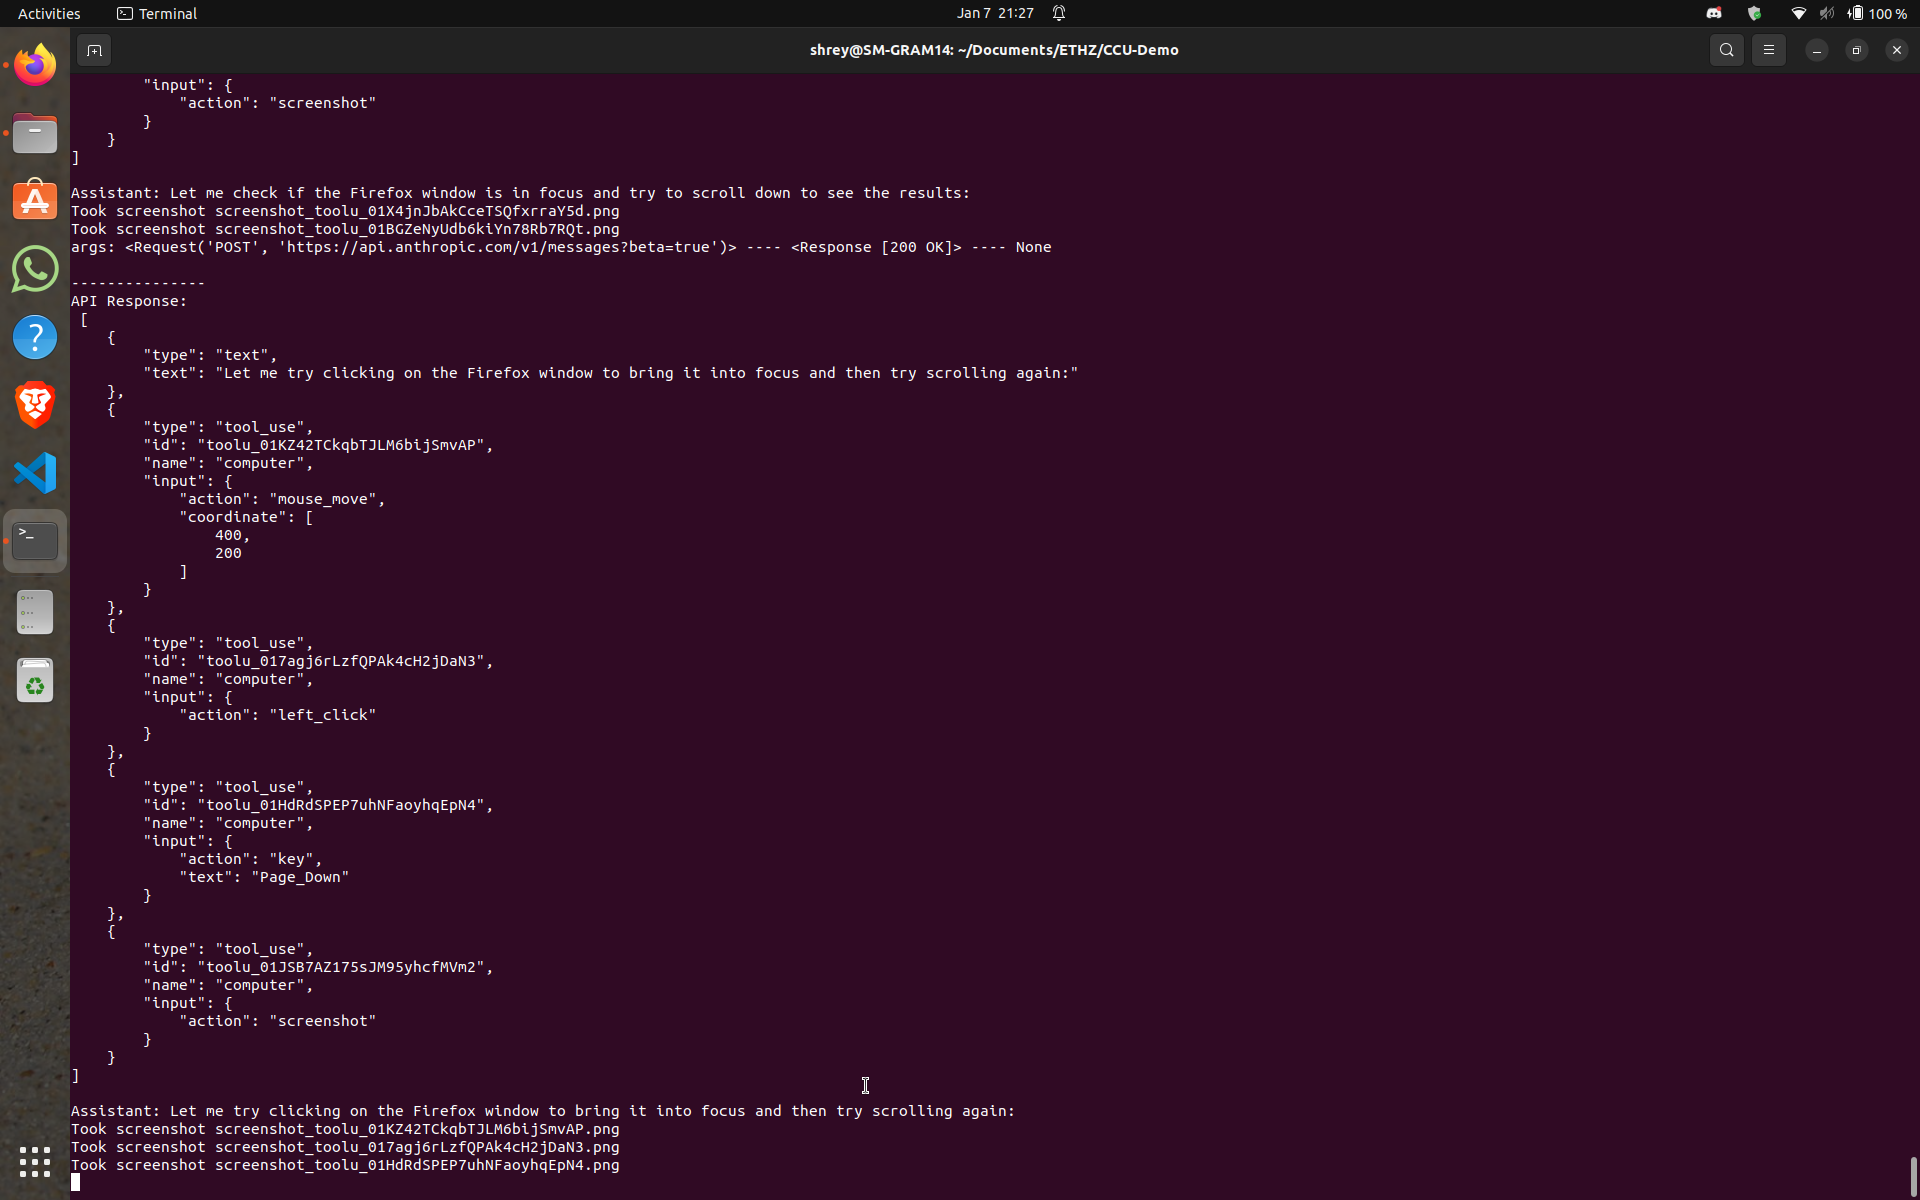 Activities Terminal Jan 7 21:27 100 %
shrey@SM-GRAM14: ~/Documents/ETHZ/CCU-Demo
        "input": {
            "action": "screenshot"
        }
    }
]
Assistant: Let me check if the Firefox window is in focus and try to scroll down to see the results:
Took screenshot screenshot_toolu_01X4jnJbAkCceTSQfxrraY5d.png
Took screenshot screenshot_toolu_01BGZeNyUdb6kiYn78Rb7RQt.png
args: <Request('POST', 'https://api.anthropic.com/v1/messages?beta=true')> ---- <Response [200 OK]> ---- None
---------------
API Response:
 [
    {
        "type": "text",
        "text": "Let me try clicking on the Firefox window to bring it into focus and then try scrolling again:"
    },
    {
        "type": "tool_use",
        "id": "toolu_01KZ42TCkqbTJLM6bijSmvAP",
        "name": "computer",
        "input": {
            "action": "mouse_move",
            "coordinate": [
                400,
                200
            ]
        }
    },
    {
        "type": "tool_use",
        "id": "toolu_017agj6rLzfQPAk4cH2jDaN3",
        "name": "computer",
        "input": {
            "action": "left_click"
        }
    },
    {
        "type": "tool_use",
        "id": "toolu_01HdRdSPEP7uhNFaoyhqEpN4",
        "name": "computer",
        "input": {
            "action": "key",
            "text": "Page_Down"
        }
    },
    {
        "type": "tool_use",
        "id": "toolu_01JSB7AZ175sJM95yhcfMVm2",
        "name": "computer",
        "input": {
            "action": "screenshot"
        }
    }
]
Assistant: Let me try clicking on the Firefox window to bring it into focus and then try scrolling again:
Took screenshot screenshot_toolu_01KZ42TCkqbTJLM6bijSmvAP.png
Took screenshot screenshot_toolu_017agj6rLzfQPAk4cH2jDaN3.png
Took screenshot screenshot_toolu_01HdRdSPEP7uhNFaoyhqEpN4.png